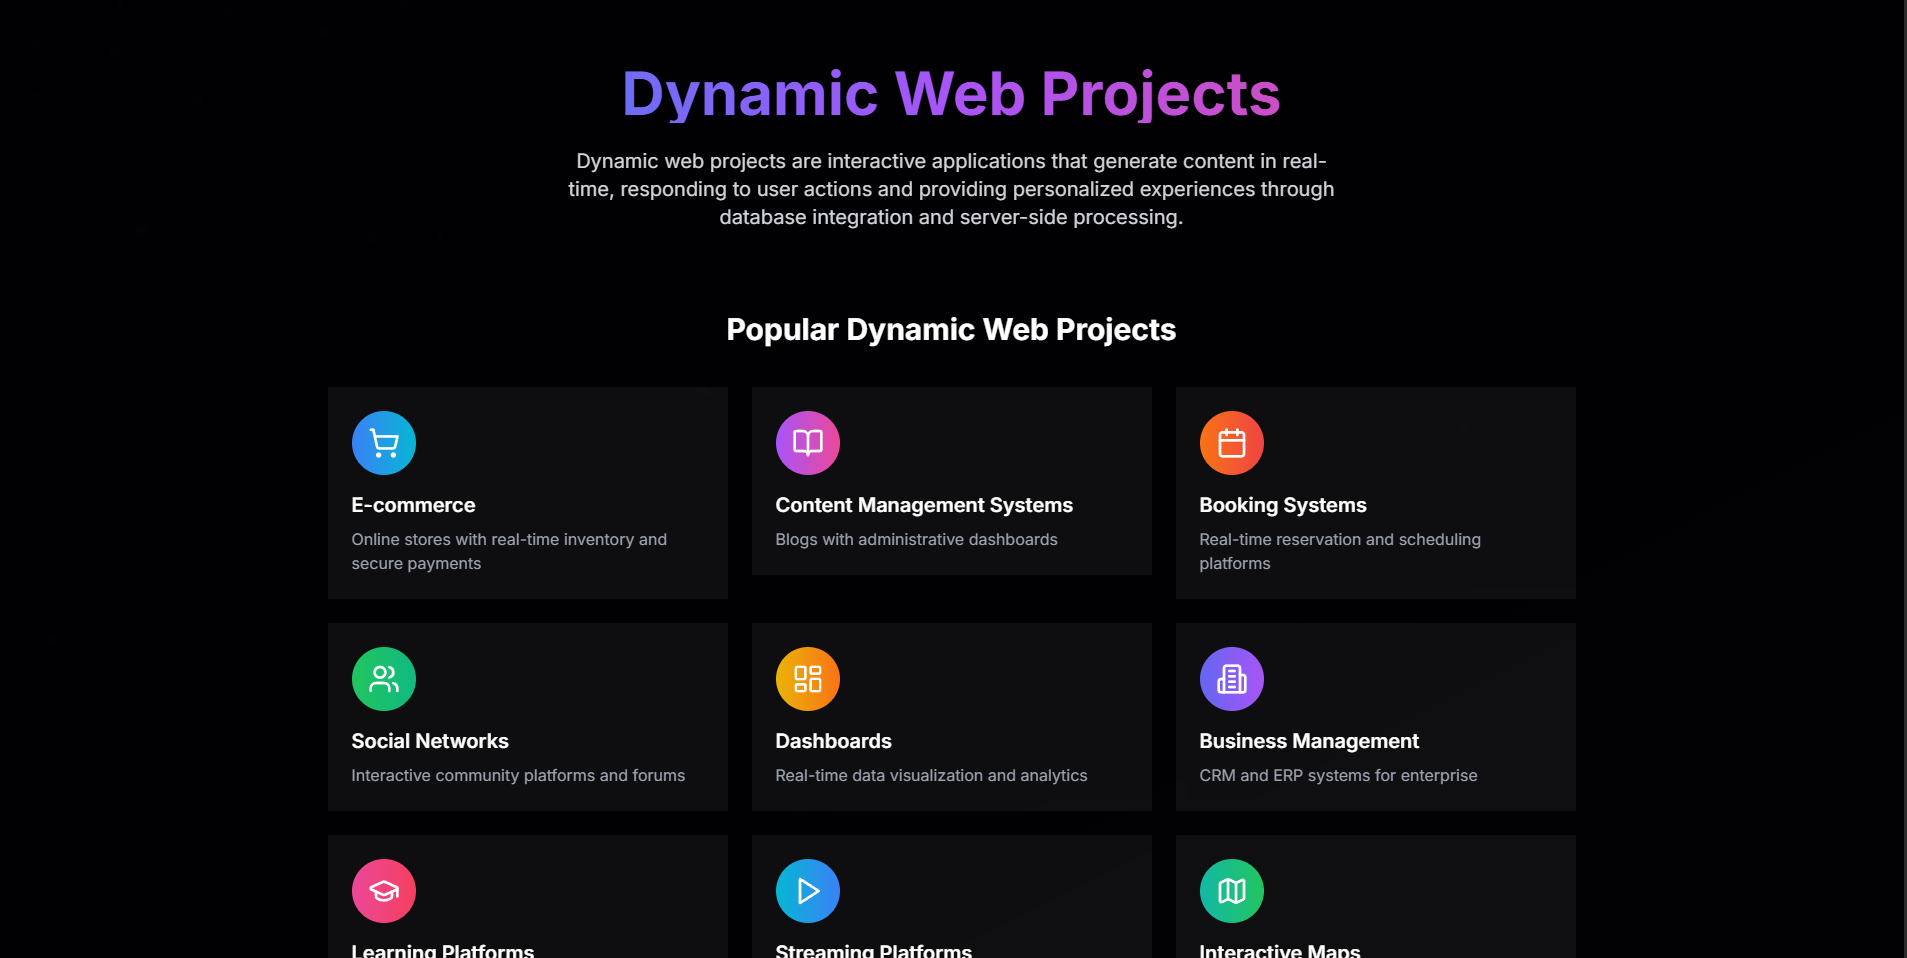 Dynamic Web Projects
Dynamic web projects are interactive applications that generate content in real-
time, responding to user actions and providing personalized experiences through
database integration and server-side processing.
Popular Dynamic Web Projects
E-commerce
Online stores with real-time inventory and
secure payments
Content Management Systems
Blogs with administrative dashboards
Booking Systems
Real-time reservation and scheduling
platforms
Social Networks
Interactive community platforms and forums
Dashboards
Real-time data visualization and analytics
Business Management
CRM and ERP systems for enterprise
Learning Platforms
Streaming Platforms
Interactive Maps